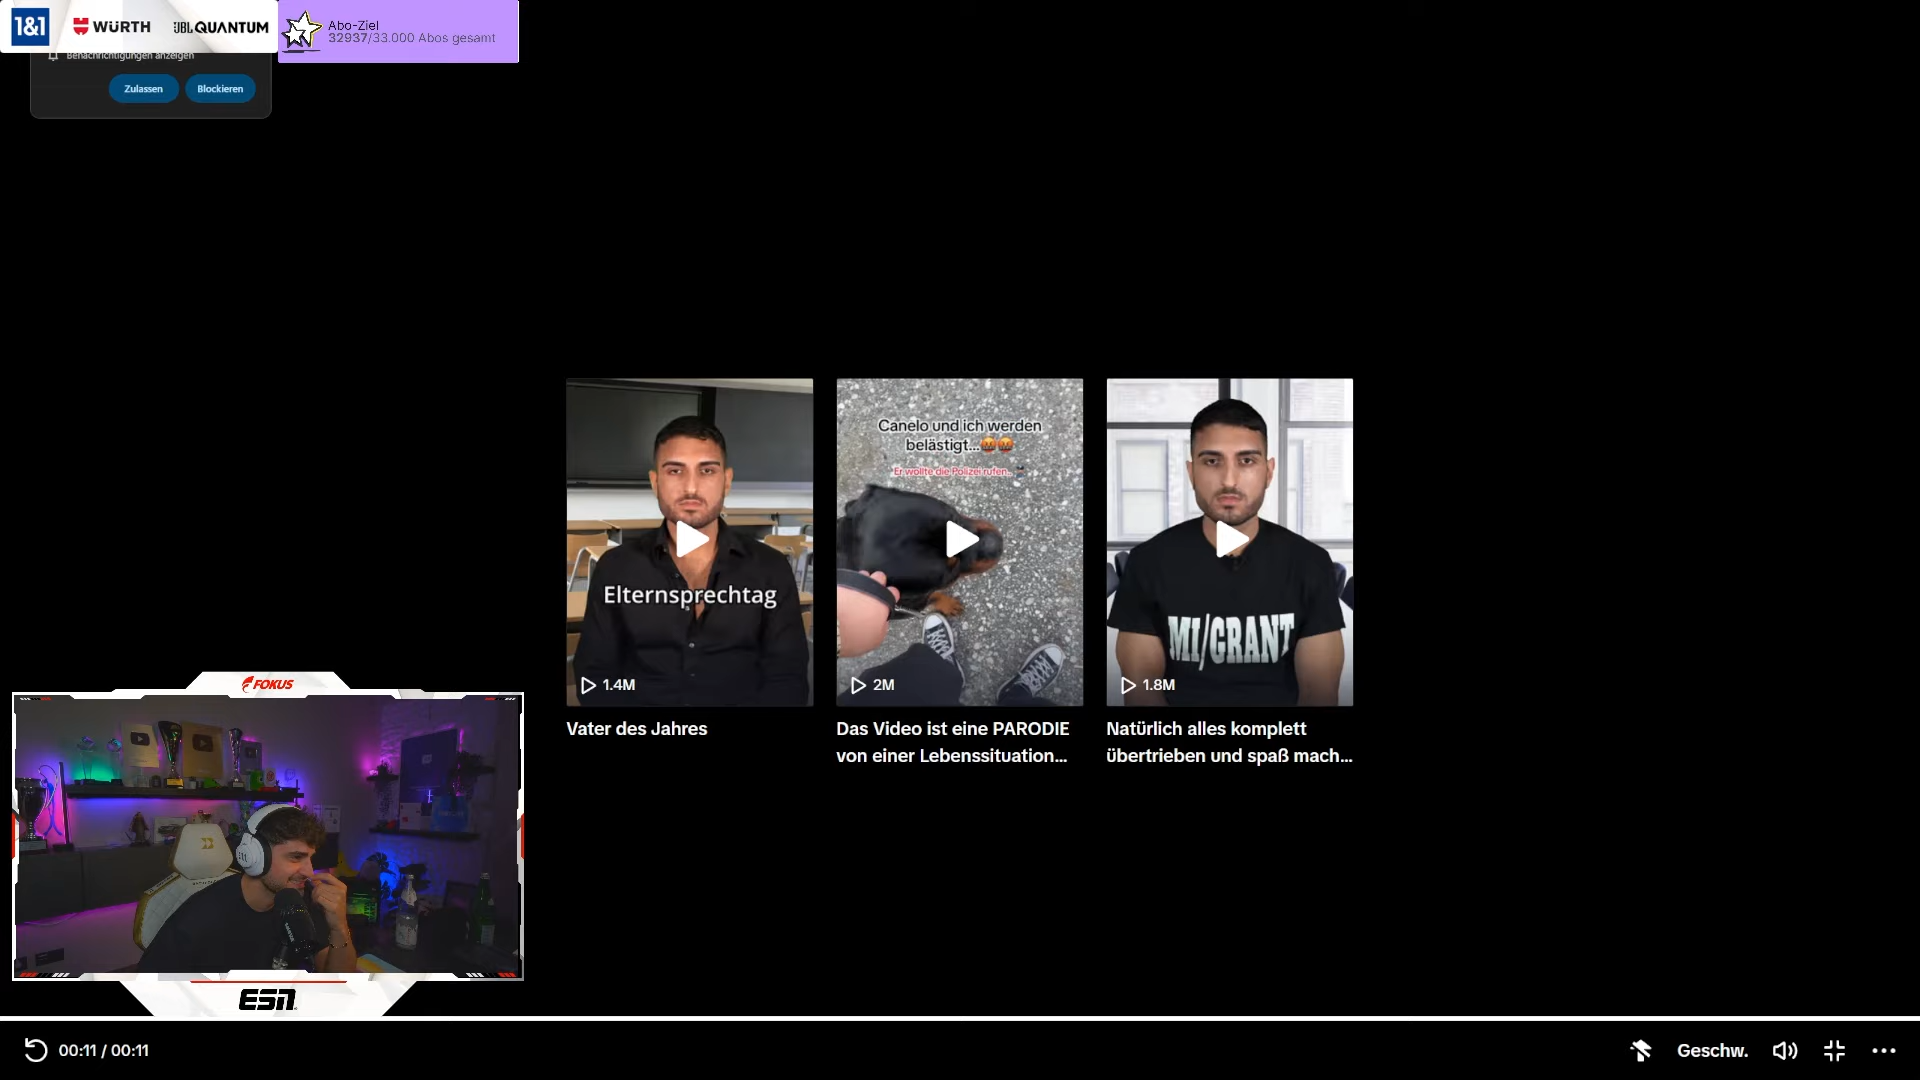 1&1
WÜRTH
JBL QUANTUM
Abo-Ziel
32937/33.000 Abos gesamt
Benachrichtigungen anzeigen
Zulassen
Blockieren
Canelo und ich werden
belästigt...😡😡
Er wollte die Polizei rufen...
Elternsprechtag
MI/GRANT
1.4M
2M
1.8M
Vater des Jahres
Das Video ist eine PARODIE
von einer Lebenssituation...
Natürlich alles komplett
übertrieben und spaß mach...
FOKUS
ESN
00:11 / 00:11
Geschw.